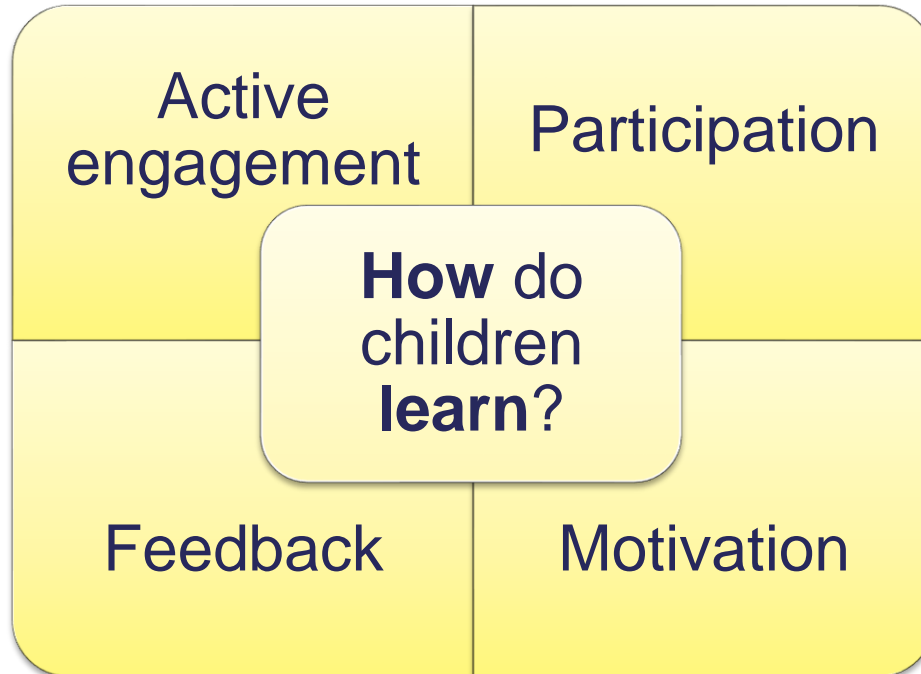 Active
engagement
Participation
How do
children
learn?
Feedback
Motivation